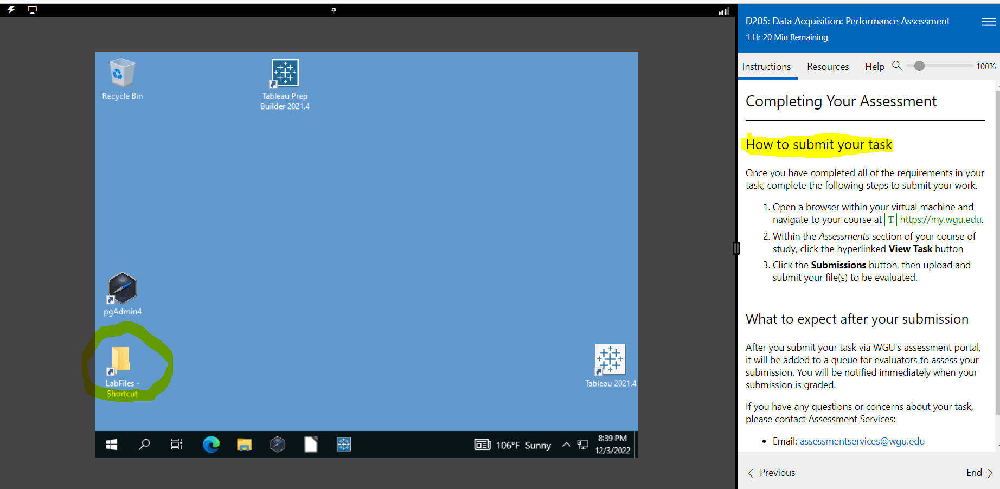 D205: Data Acquisition: Performance Assessment
1 Hr 20 Min Remaining
Instructions
Resources
Help
100%
Recycle Bin
Tableau Prep
Builder 2021.4
pgAdmin4
LabFiles -
Shortcut
Tableau 2021.4
106°F Sunny
8:39 PM
12/3/2022
Completing Your Assessment
How to submit your task
Once you have completed all of the requirements in your
task, complete the following steps to submit your work.
1. Open a browser within your virtual machine and
navigate to your course at T https://my.wgu.edu.
2. Within the Assessments section of your course of
study, click the hyperlinked View Task button
3. Click the Submissions button, then upload and
submit your file(s) to be evaluated.
What to expect after your submission
After you submit your task via WGU's assessment portal,
it will be added to a queue for evaluators to assess your
submission. You will be notified immediately when your
submission is graded.
If you have any questions or concerns about your task,
please contact Assessment Services:
• Email: assessmentservices@wgu.edu
Previous
End